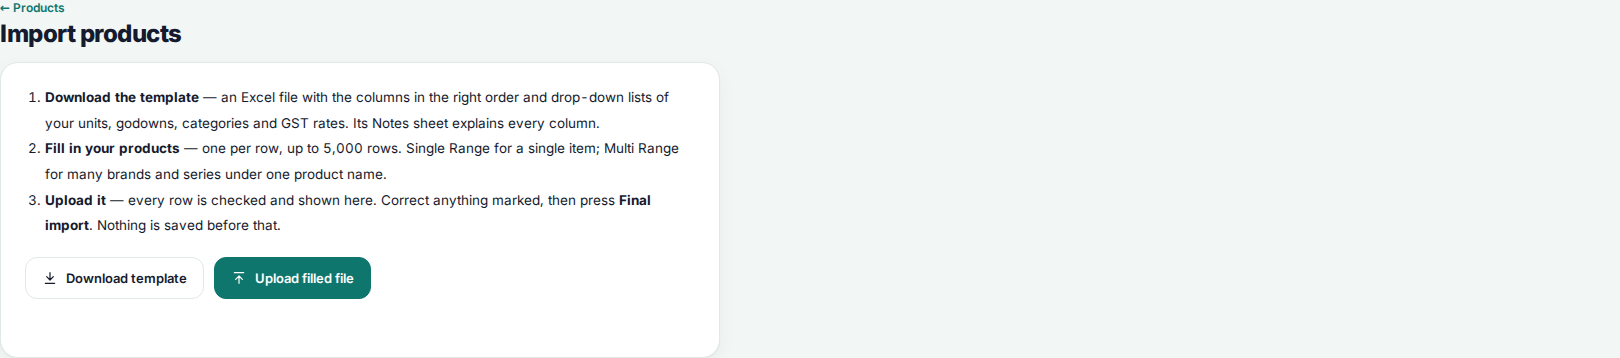 ← Products
Import products
1. Download the template — an Excel file with the columns in the right order and drop-down lists of
your units, godowns, categories and GST rates. Its Notes sheet explains every column.
2. Fill in your products — one per row, up to 5,000 rows. Single Range for a single item; Multi Range
for many brands and series under one product name.
3. Upload it — every row is checked and shown here. Correct anything marked, then press Final
import. Nothing is saved before that.
Download template
Upload filled file